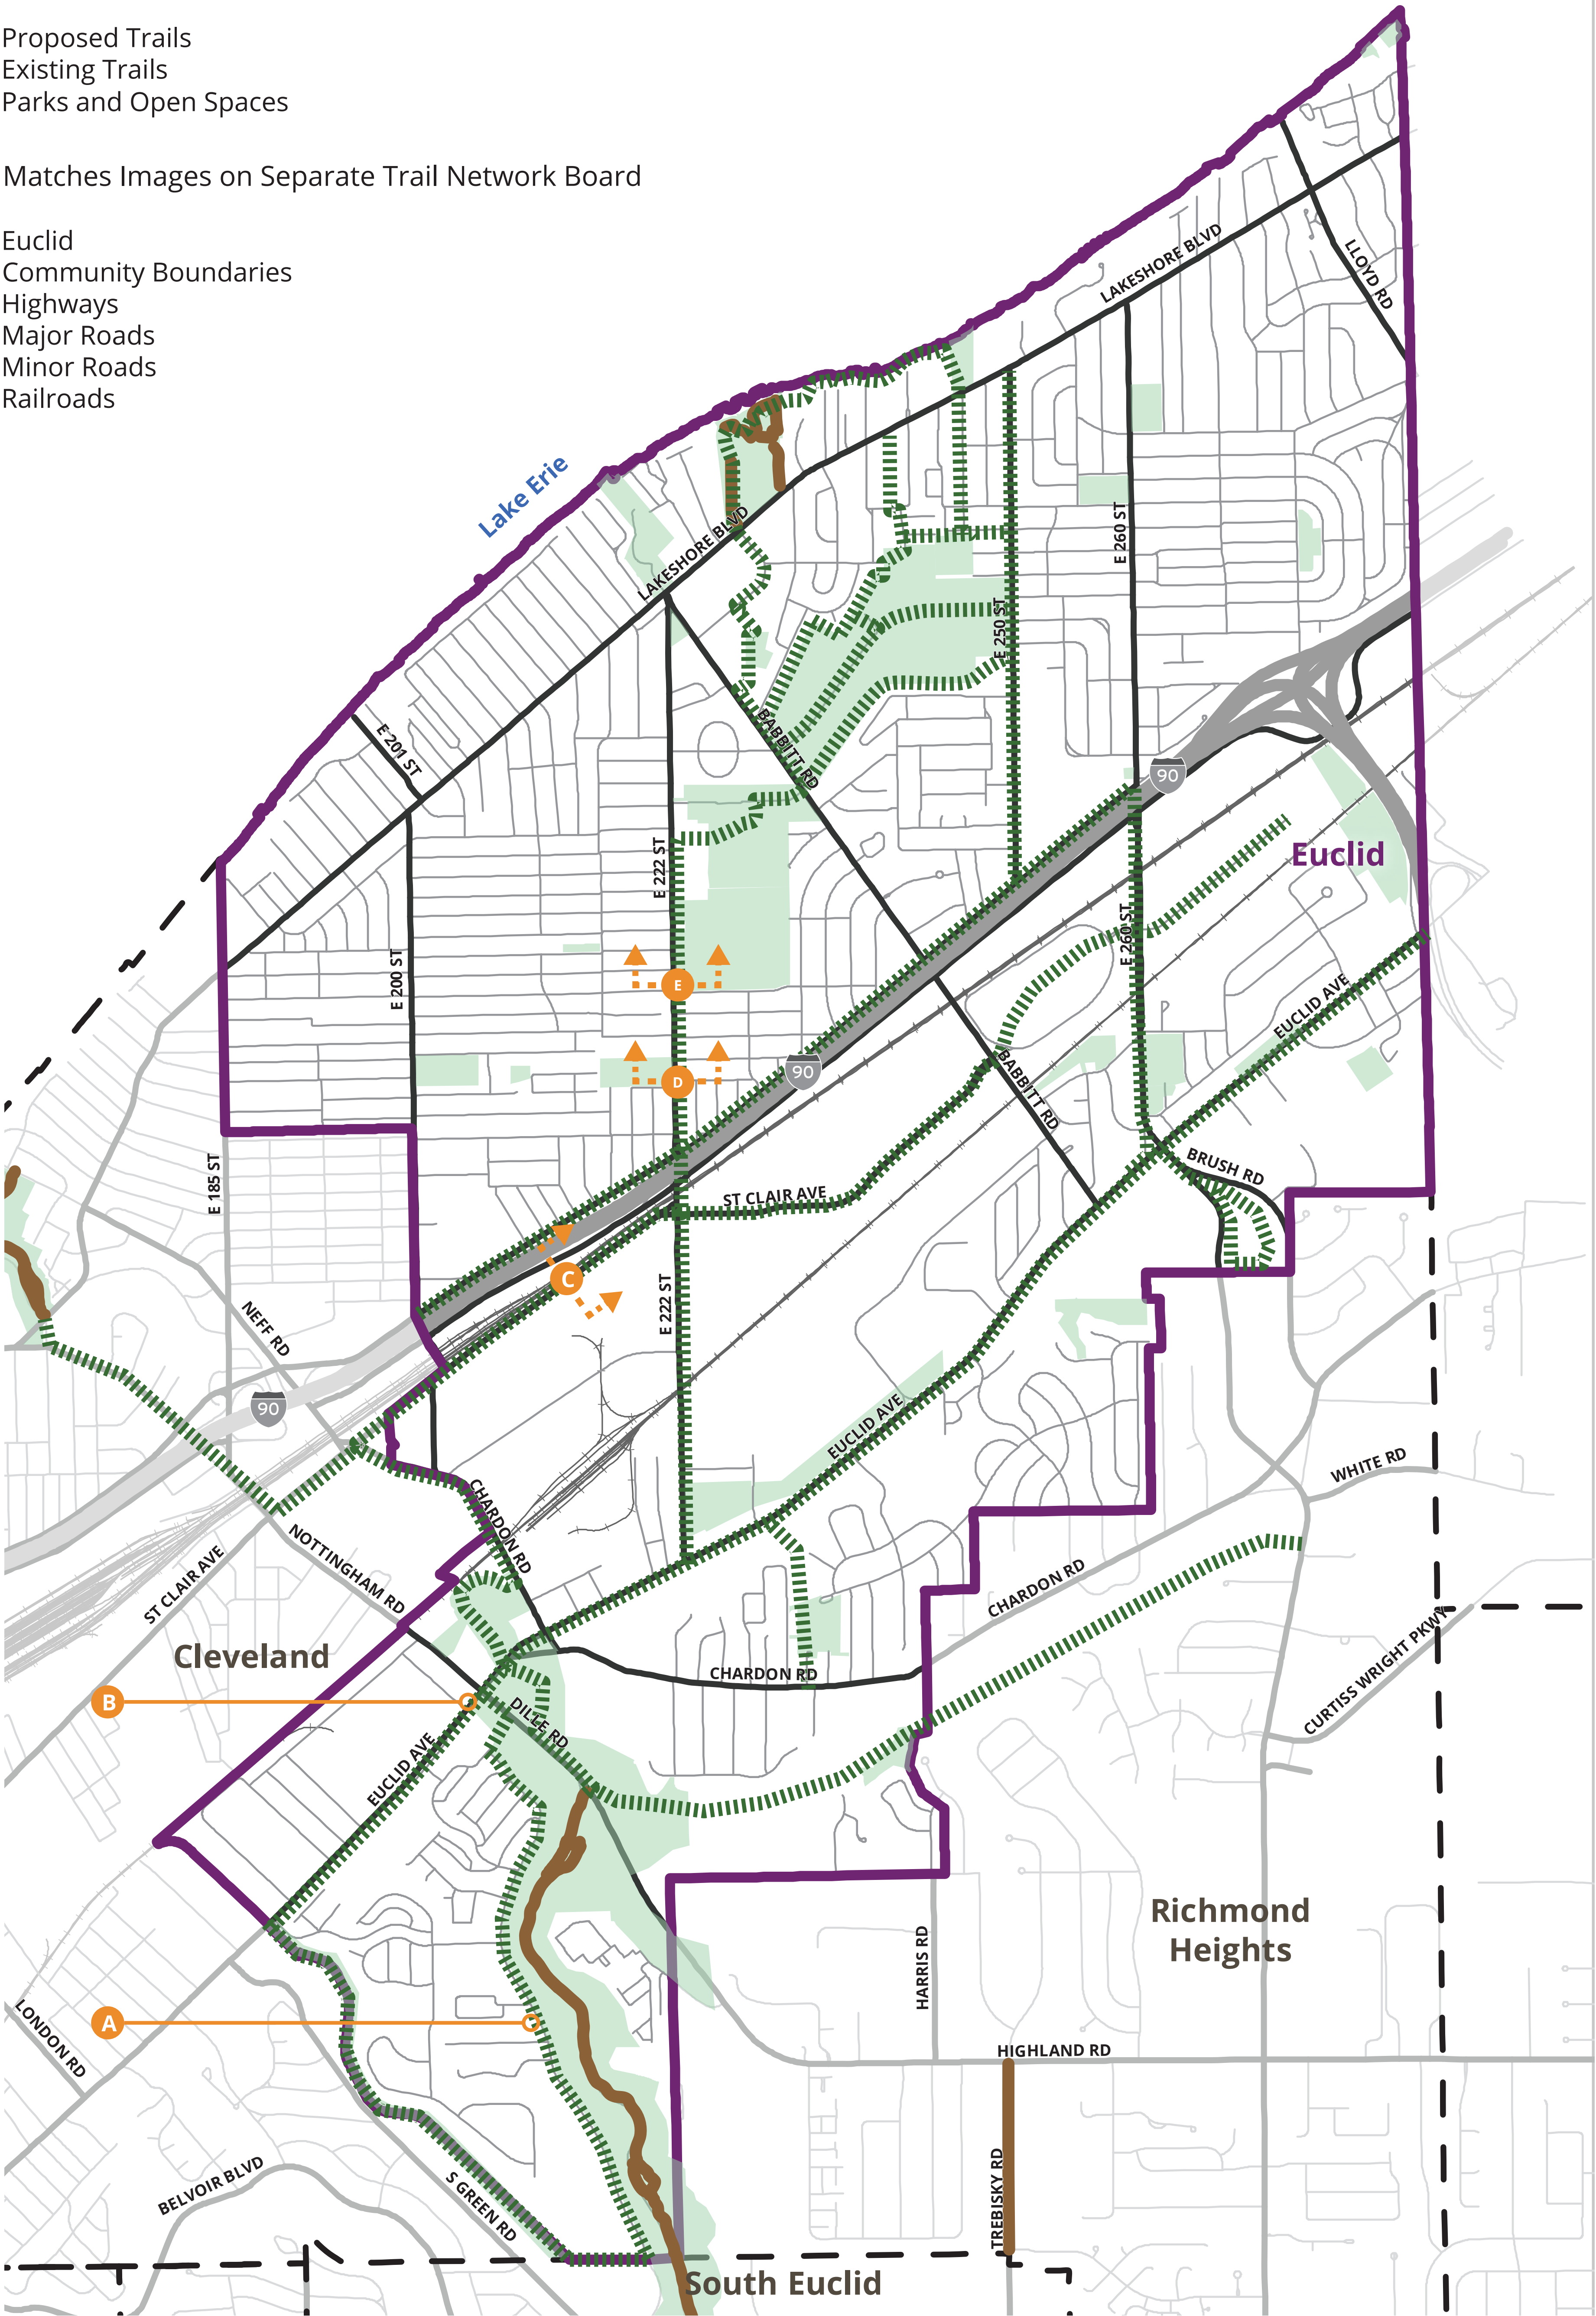 Proposed Trails
Existing Trails
Parks and Open Spaces
Matches Images on Separate Trail Network Board
Euclid
Community Boundaries
Highways
Major Roads
Minor Roads
Railroads
LAKESHORE BLVD
LLOYD RD
Lake Erie
LAKESHORE BLVD
E 260 ST
E 250 ST
E 201 ST
BABBITT RD
90
Euclid
E 222 ST
E 200 ST
E 260 ST
E
EUCLID AVE
D
90
BABBITT RD
BRUSH RD
E 185 ST
ST CLAIR AVE
C
E 222 ST
NEFF RD
90
EUCLID AVE
WHITE RD
CHARDON RD
NOTTINGHAM RD
ST CLAIR AVE
CHARDON RD
Cleveland
CHARDON RD
CURTISS WRIGHT PKWY
B
DILLE RD
EUCLID AVE
Richmond
Heights
HARRIS RD
A
LONDON RD
HIGHLAND RD
BELVOIR BLVD
S GREEN RD
TREBISKY RD
South Euclid